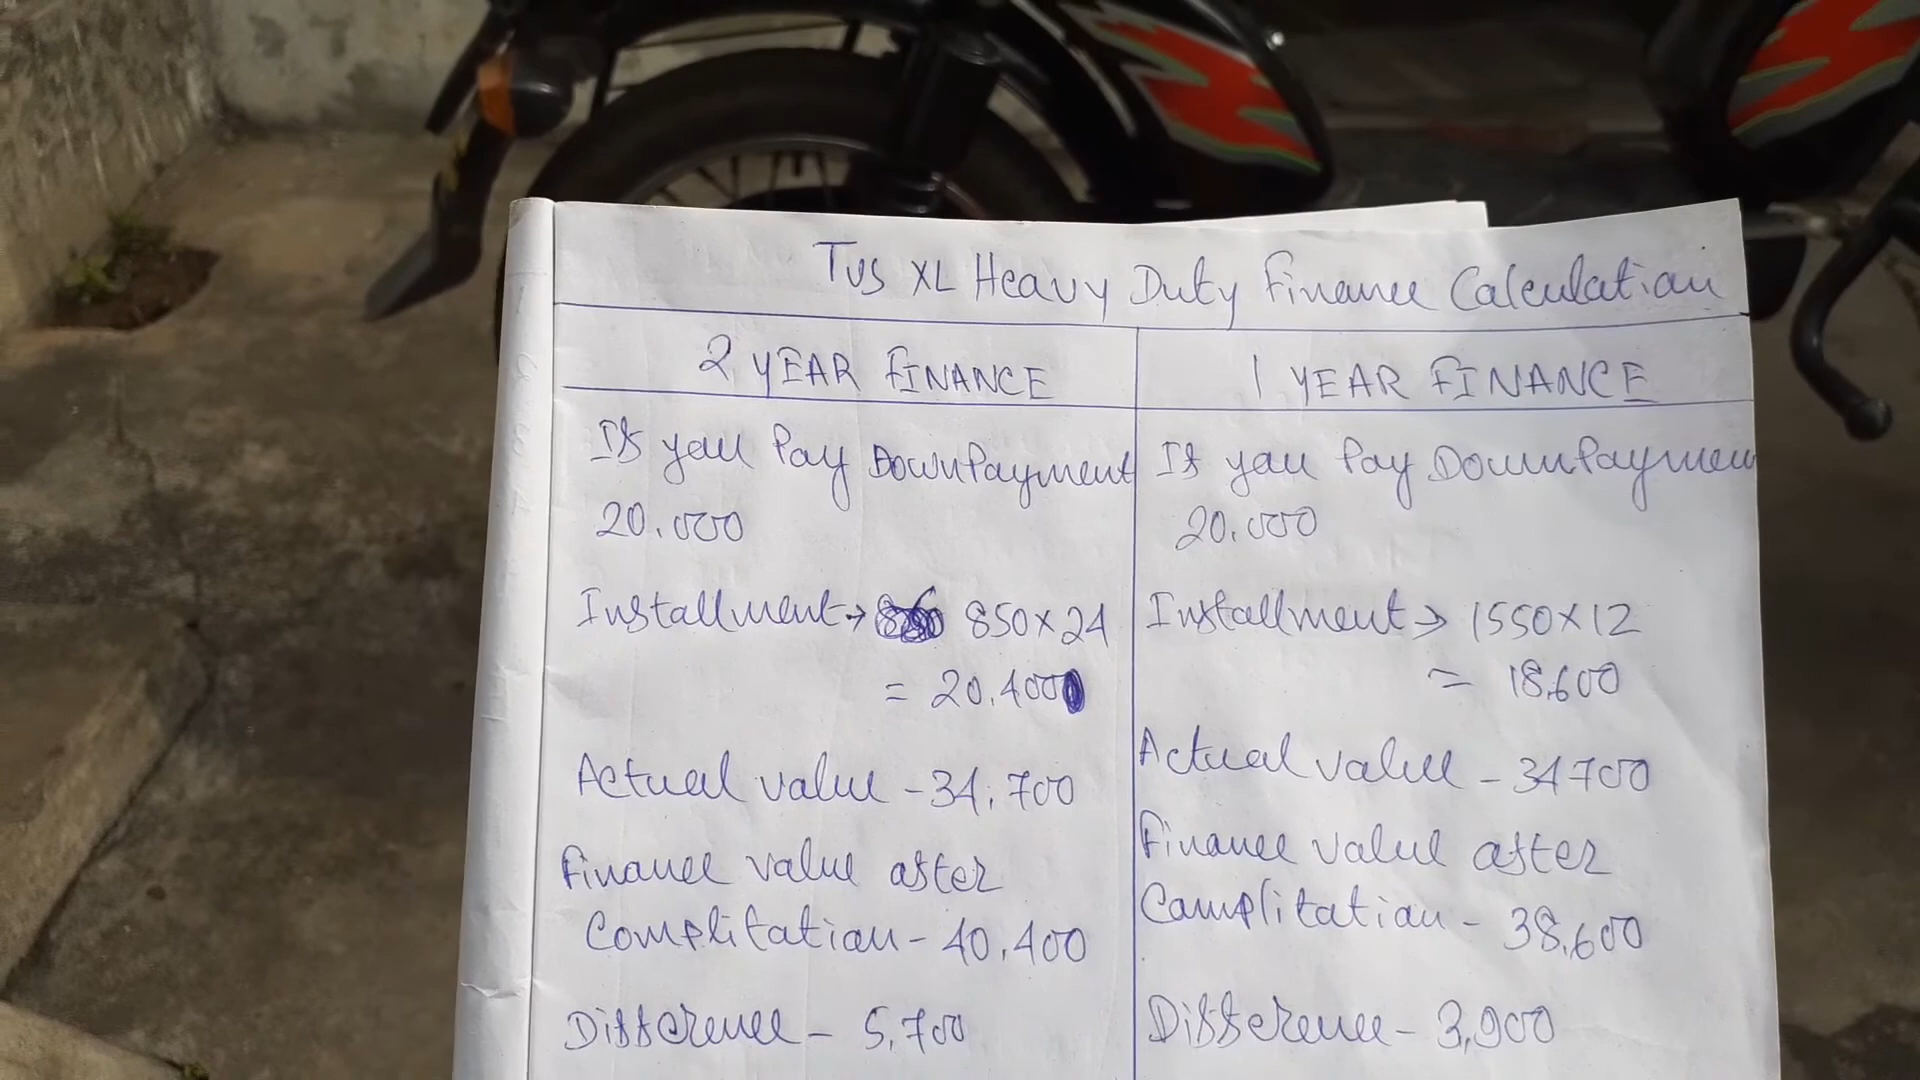 TVS XL Heavy Duty Finance Calculation
2 YEAR FINANCE
If you Pay DownPayment
20.000
Installment → 850×24
= 20.400
Actual value - 34.700
Finance value after
Complitation - 40.400
Difference - 5,700
1 YEAR FINANCE
If you Pay DownPaymen
20.000
Installment → 1550×12
= 18,600
Actual value - 34700
Finance value after
Complitation - 38,600
Difference - 3,900